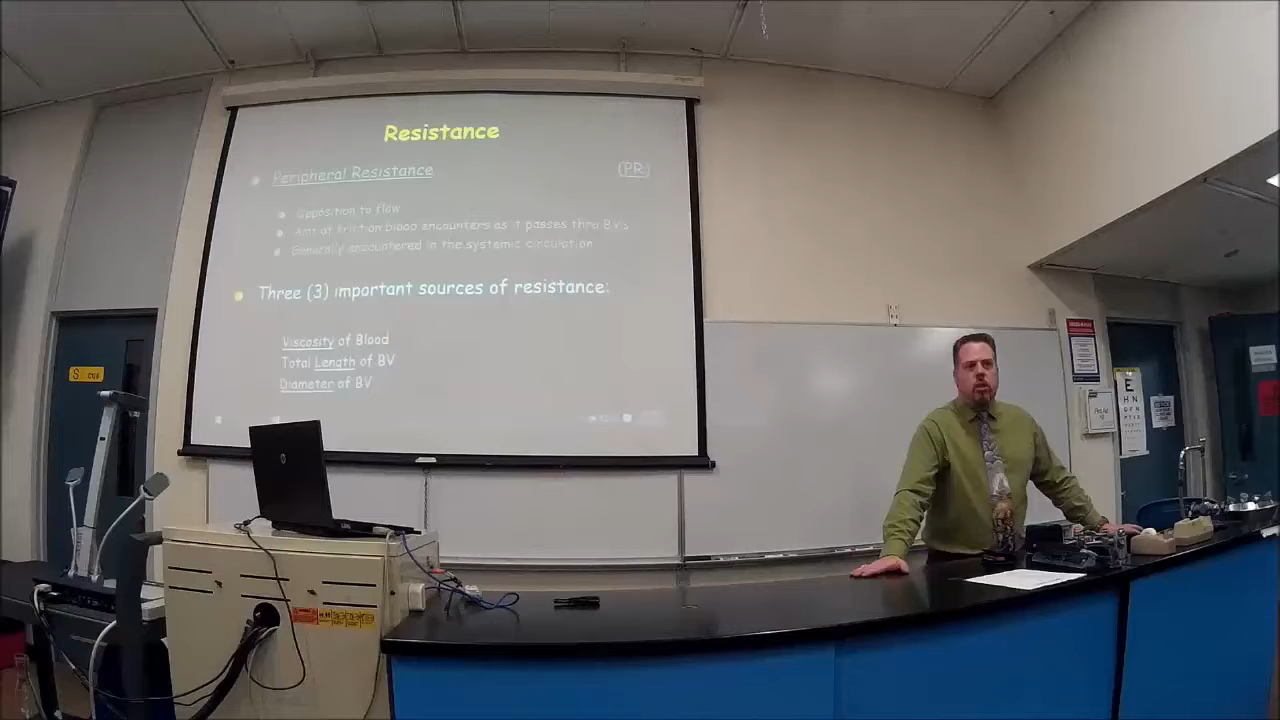 Resistance
Peripheral Resistance (PR)
Opposition to flow
Amt of friction blood encounters as it passes thru BV's
Generally encountered in the systemic circulation
Three (3) important sources of resistance:
Viscosity of Blood
Total Length of BV
Diameter of BV
E
H N